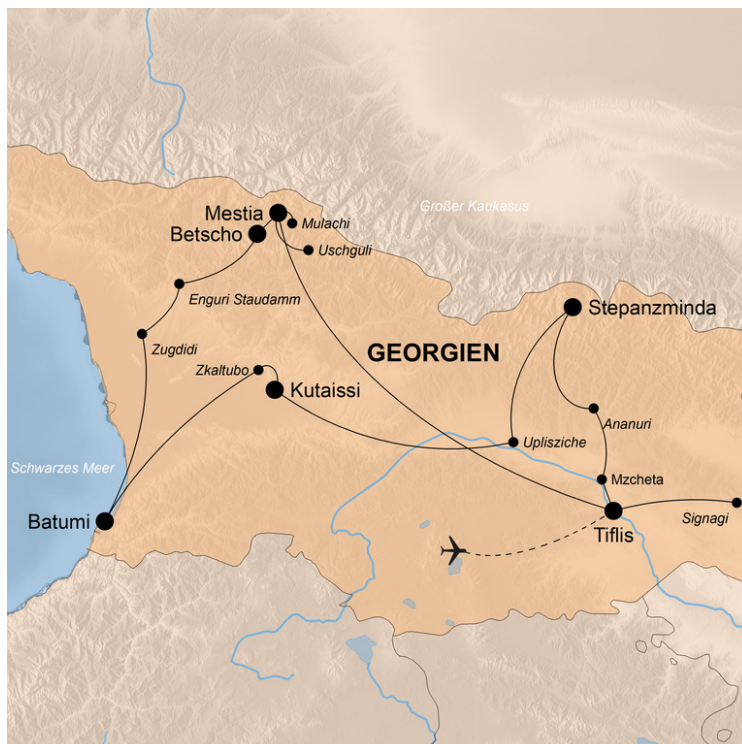 Großer Kaukasus
Mestia
Mulachi
Betscho
Uschguli
Enguri Staudamm
Stepanzminda
Zugdidi
GEORGIEN
Zkaltubo
Kutaissi
Ananuri
Uplisziche
Schwarzes Meer
Mzcheta
Batumi
Signagi
Tiflis